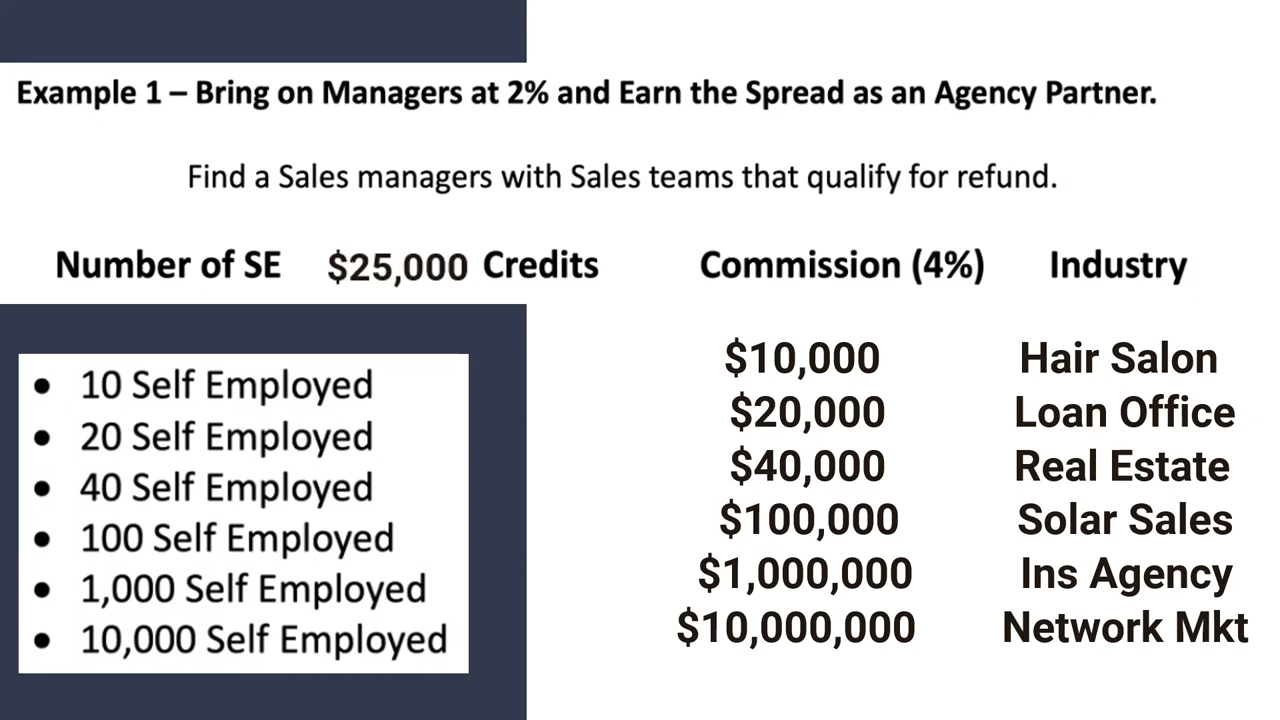 Example 1 – Bring on Managers at 2% and Earn the Spread as an Agency Partner.
Find a Sales managers with Sales teams that qualify for refund.
Number of SE $25,000 Credits Commission (4%) Industry
• 10 Self Employed $10,000 Hair Salon
• 20 Self Employed $20,000 Loan Office
• 40 Self Employed $40,000 Real Estate
• 100 Self Employed $100,000 Solar Sales
• 1,000 Self Employed $1,000,000 Ins Agency
• 10,000 Self Employed $10,000,000 Network Mkt